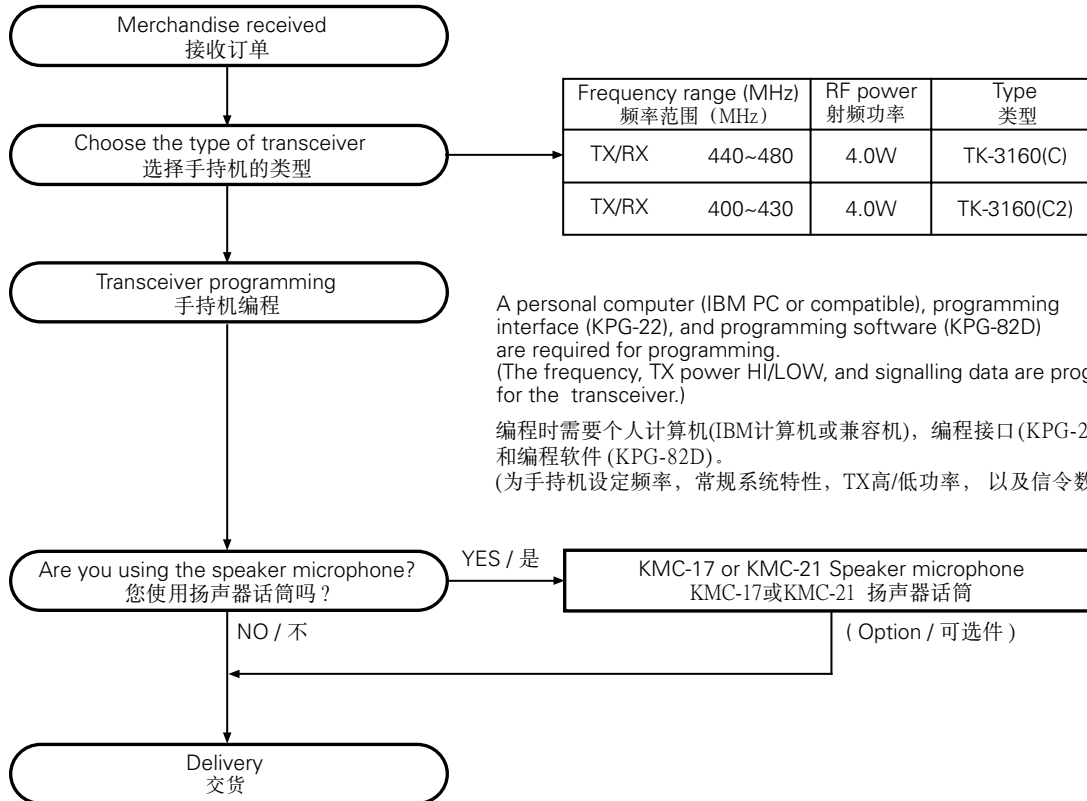 Merchandise received
接收订单
Choose the type of transceiver
选择手持机的类型
Frequency range (MHz) RF power Type
频率范围（MHz） 射频功率 类型
TX/RX 440~480 4.0W TK-3160(C)
TX/RX 400~430 4.0W TK-3160(C2)
Transceiver programming
手持机编程
A personal computer (IBM PC or compatible), programming
interface (KPG-22), and programming software (KPG-82D)
are required for programming.
(The frequency, TX power HI/LOW, and signalling data are prog
for the transceiver.)
编程时需要个人计算机(IBM计算机或兼容机)，编程接口(KPG-2
和编程软件(KPG-82D)。
(为手持机设定频率，常规系统特性，TX高/低功率， 以及信令数
Are you using the speaker microphone?
您使用扬声器话筒吗？
YES / 是
KMC-17 or KMC-21 Speaker microphone
KMC-17或KMC-21 扬声器话筒
NO / 不
( Option / 可选件 )
Delivery
交货